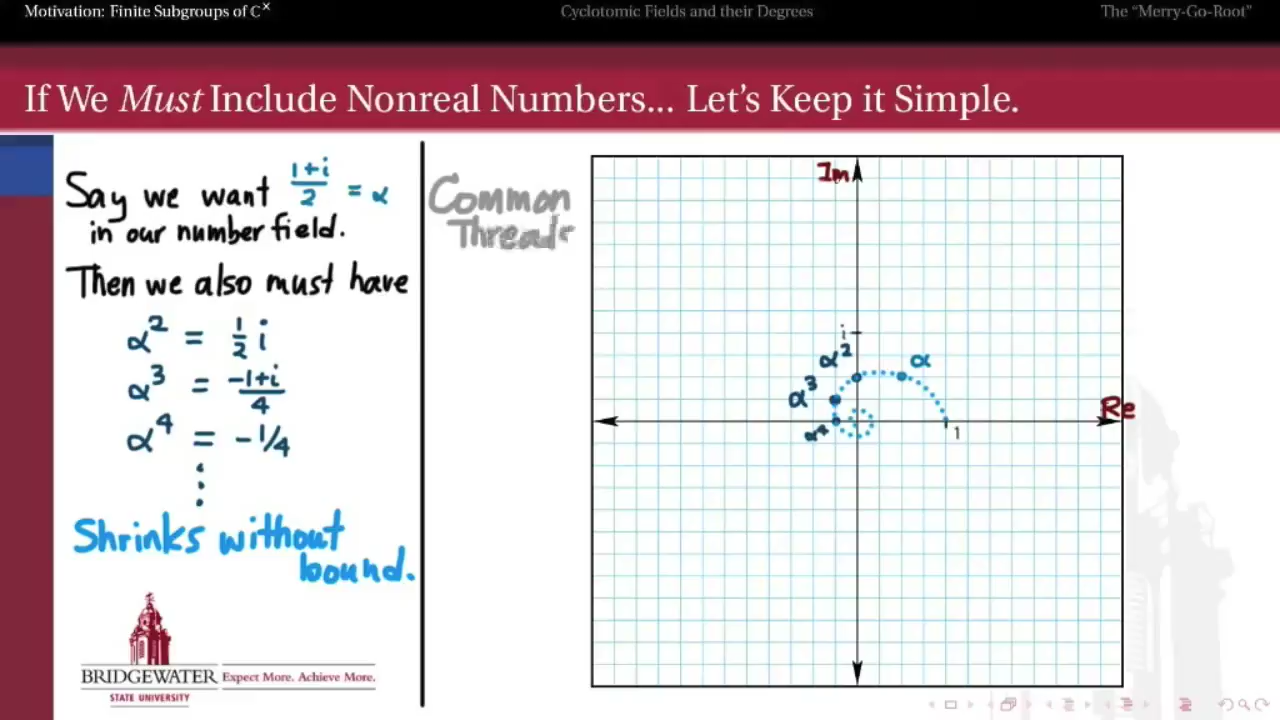 Motivation: Finite Subgroups of ℂ× Cyclotomic Fields and their Degrees The “Merry-Go-Root”
If We Must Include Nonreal Numbers... Let’s Keep it Simple.
Say we want (1+i)/2 = α
in our number field.
Then we also must have
α² = ½ i
α³ = (-1+i)/4
α⁴ = -1/4
⋮
Shrinks without
bound.
BRIDGEWATER Expect More. Achieve More.
STATE UNIVERSITY
Common
Threads
Im
i
α² α
α³
Re
α⁴ 1